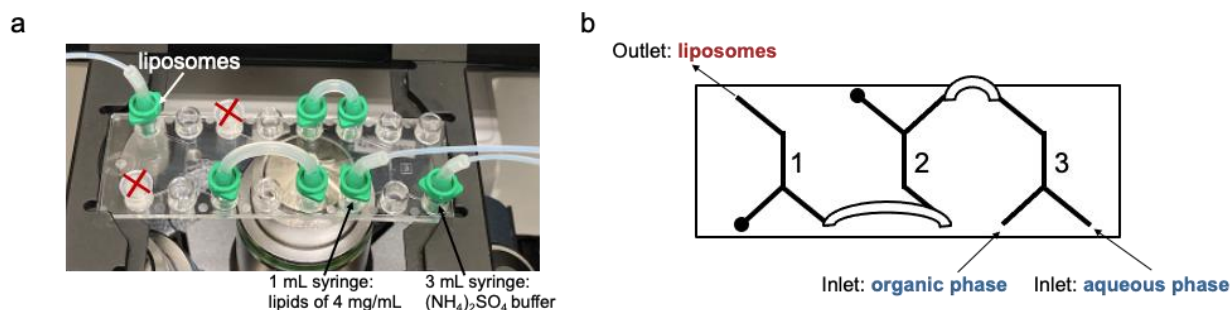 a
liposomes
1 mL syringe:
lipids of 4 mg/mL
3 mL syringe:
(NH4)2SO4 buffer
b
Outlet: liposomes
1
2
3
Inlet: organic phase
Inlet: aqueous phase